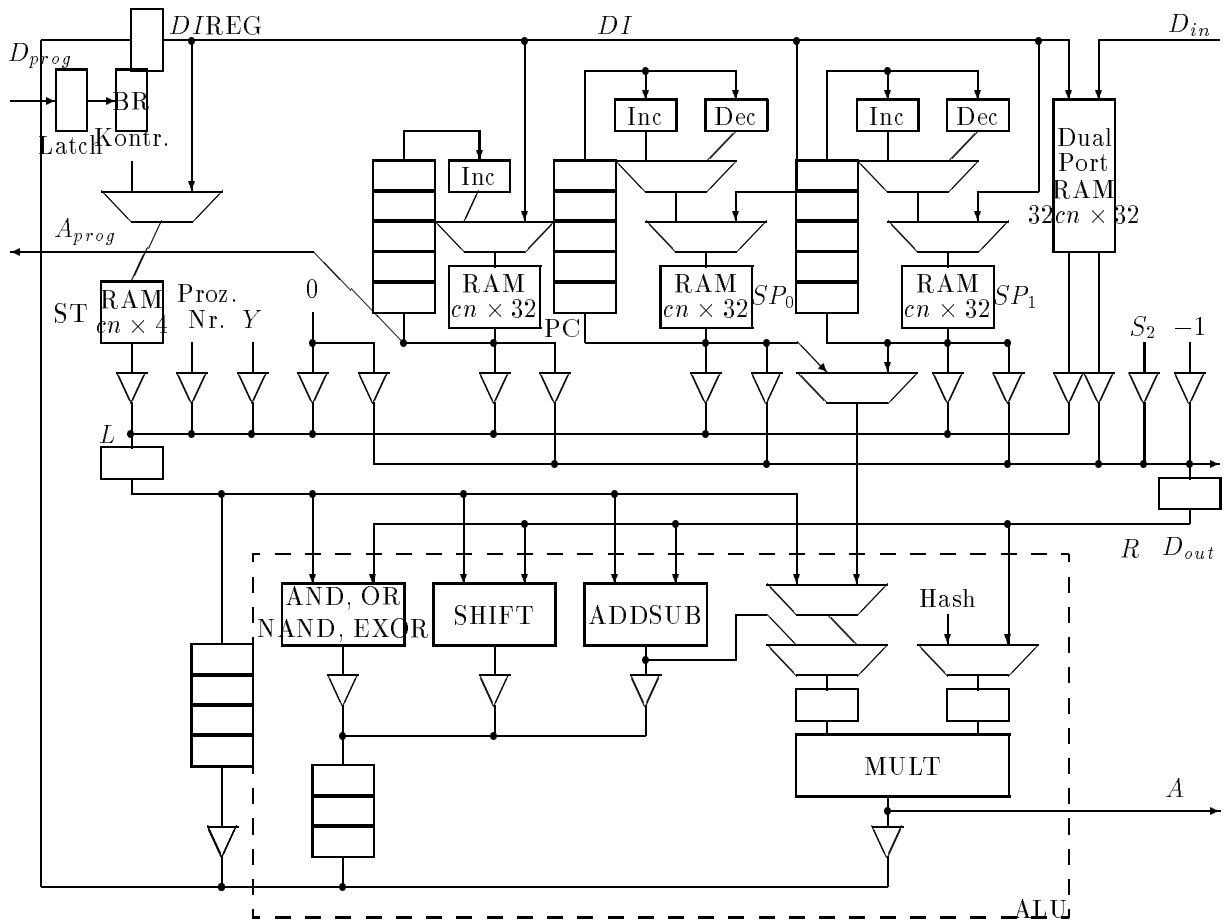 DIREG
DI
D_in
D_prog
BR
Latch
Kontr.
Inc
Dec
Inc
Dec
Inc
Dual
Port
RAM
32cn × 32
A_prog
ST
RAM
cn × 4
Proz.
Nr.
Y
0
RAM
cn × 32
PC
RAM
cn × 32
SP_0
RAM
cn × 32
SP_1
S_2
−1
L
R
D_out
AND, OR
NAND, EXOR
SHIFT
ADDSUB
Hash
MULT
A
ALU